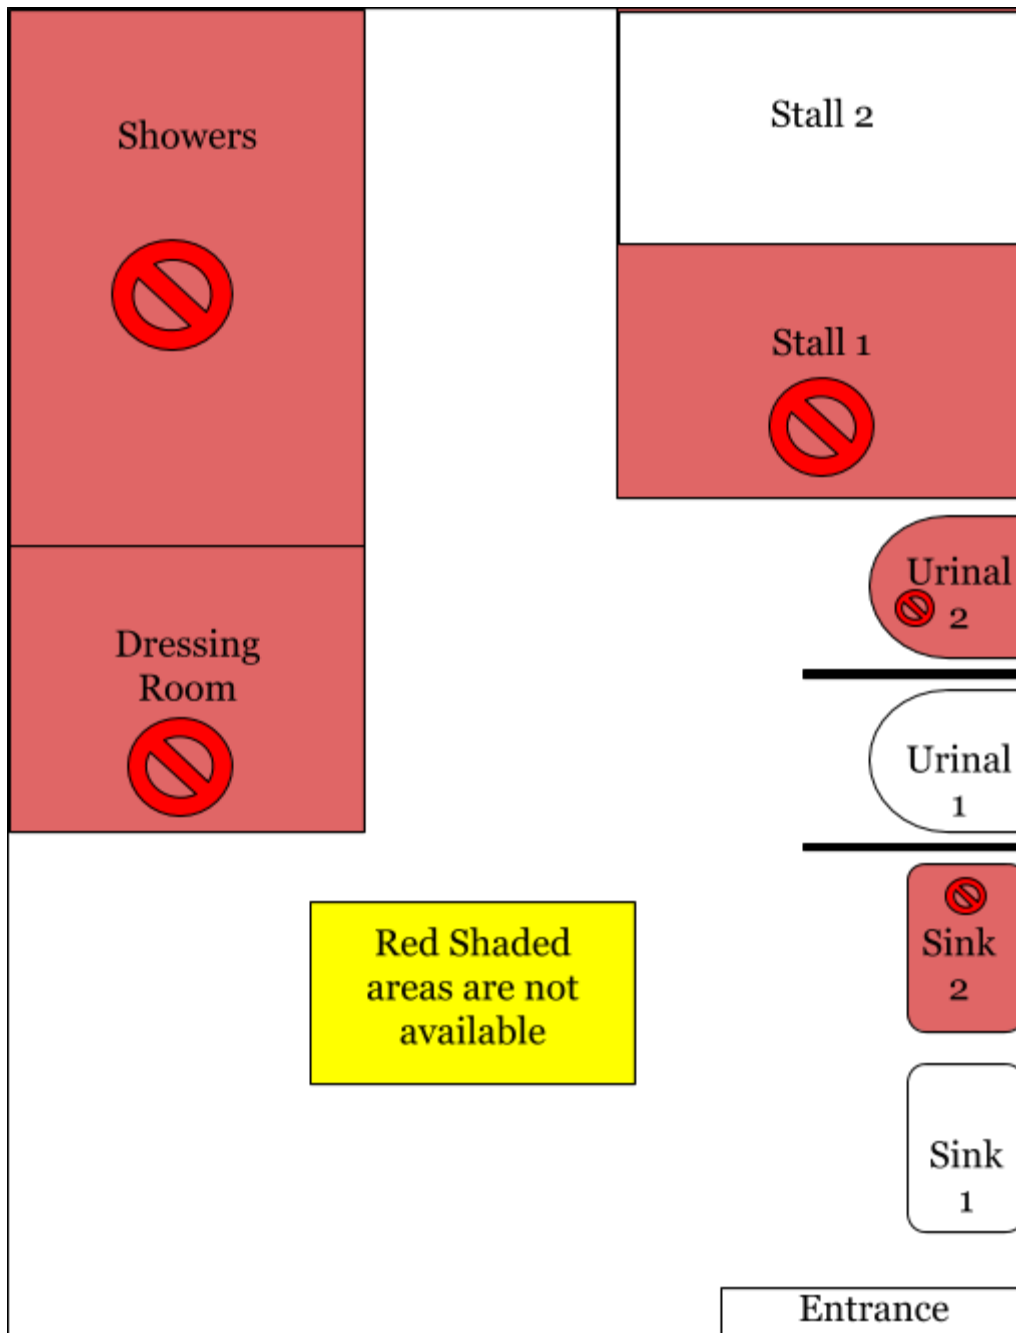 Showers
Stall 2
Stall 1
Urinal
2
Dressing
Room
Urinal
1
Red Shaded
areas are not
available
Sink
2
Sink
1
Entrance